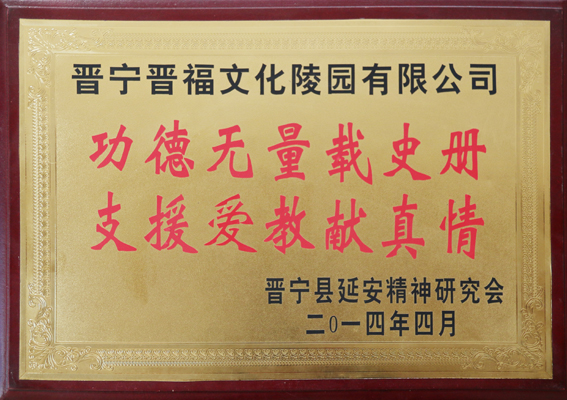 晋宁晋福文化陵园有限公司
功德无量载史册
支援爱教献真情
晋宁县延安精神研究会
二0一四年四月